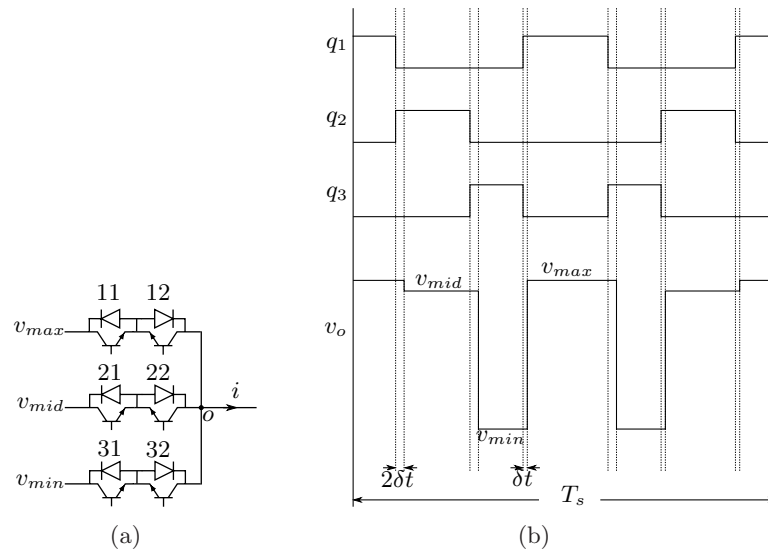 11 12
v_max
21 22
v_mid
i
o
31 32
v_min
(a)
q_1
q_2
q_3
v_mid
v_max
v_o
v_min
2δt
δt
T_s
(b)